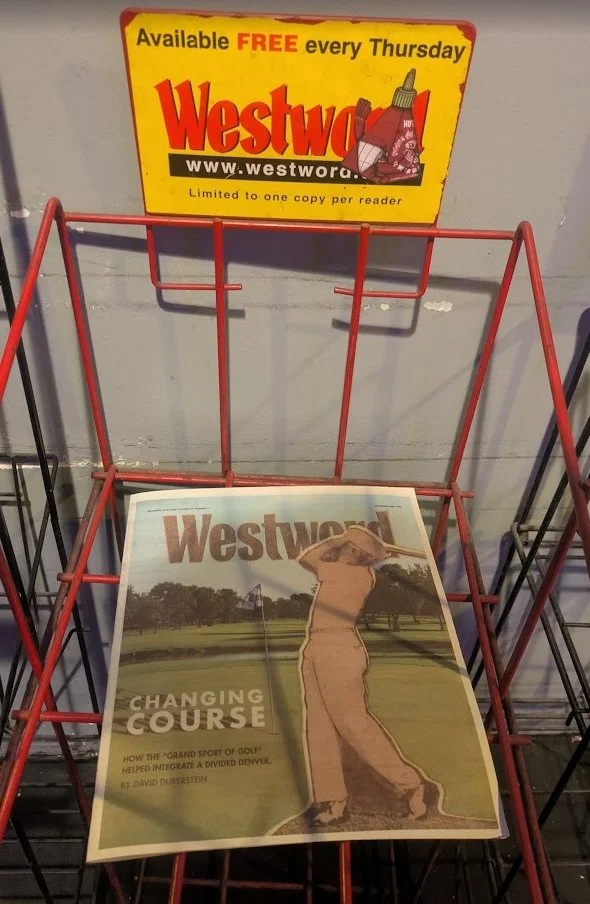 Available FREE every Thursday
Westwo
www.westword.
Limited to one copy per reader
Westword
CHANGING
COURSE
HOW THE "GRAND SPORT OF GOLF"
HELPED INTEGRATE A DIVIDED DENVER.
BY DAVID DUBERSTEIN